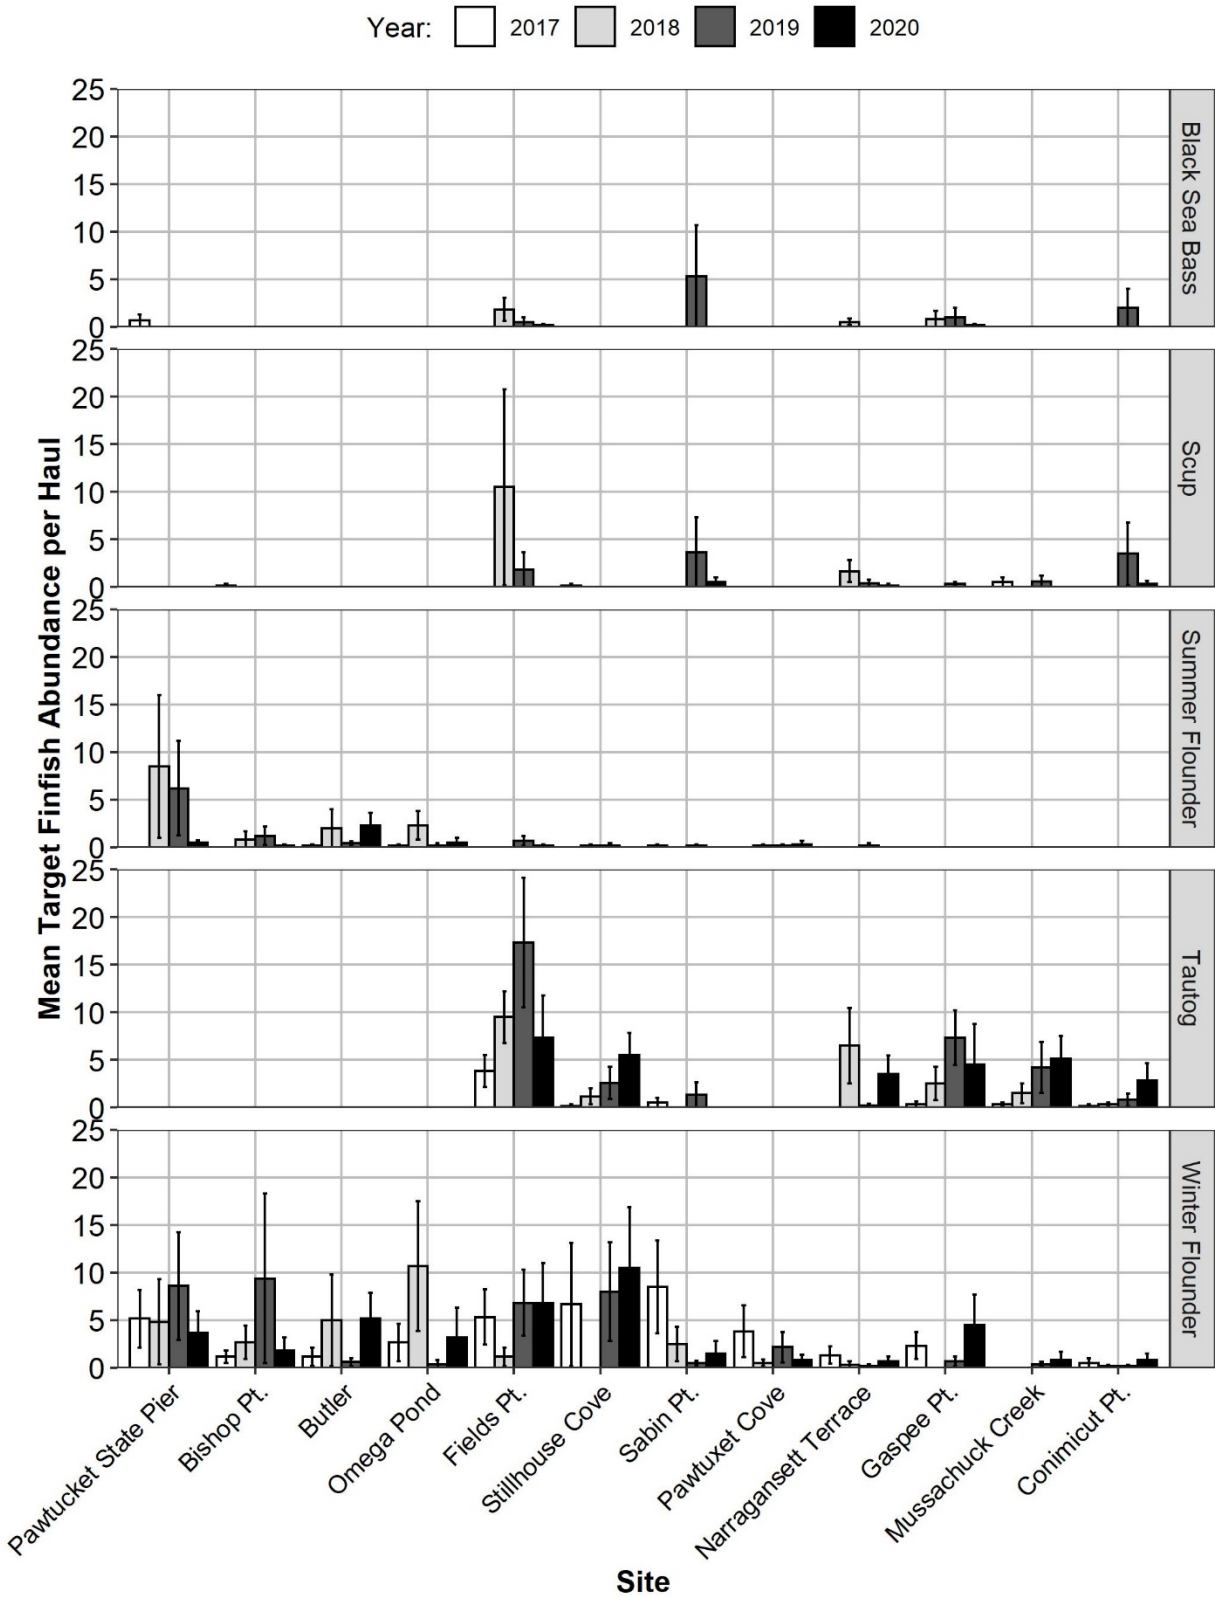 Year: 2017 2018 2019 2020
25
20
15
10
5
0
Black Sea Bass
25
20
15
10
5
0
Scup
25
20
15
10
5
0
Summer Flounder
25
20
15
10
5
0
Tautog
25
20
15
10
5
0
Winter Flounder
Mean Target Finfish Abundance per Haul
Pawtucket State Pier
Bishop Pt.
Butler
Omega Pond
Fields Pt.
Stillhouse Cove
Sabin Pt.
Pawtuxet Cove
Narragansett Terrace
Gaspee Pt.
Mussachuck Creek
Conimicut Pt.
Site